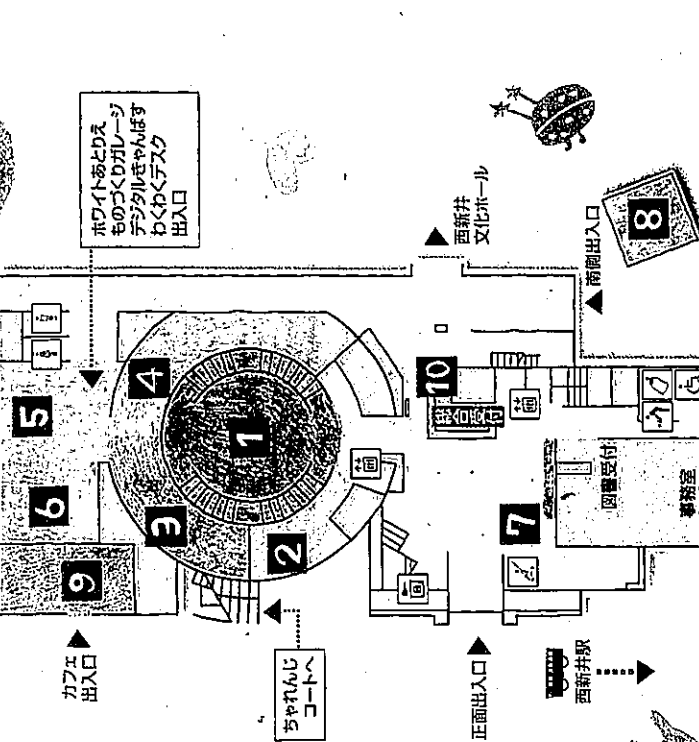 ホワイトあとりえ
ものづくりガレージ
デジタルきゃんばす
わくわくデスク
出入口
5
6
9
4
3
1
2
カフェ
出入口
ちゃれんじ
コートへ
西新井
文化ホール
10
総合受付
7
図書受付
事務室
南側出入口
8
正面出入口
西新井駅